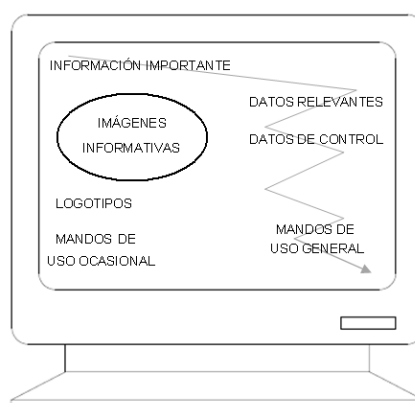 INFORMACIÓN IMPORTANTE
DATOS RELEVANTES
IMÁGENES
INFORMATIVAS
DATOS DE CONTROL
LOGOTIPOS
MANDOS DE
USO OCASIONAL
MANDOS DE
USO GENERAL